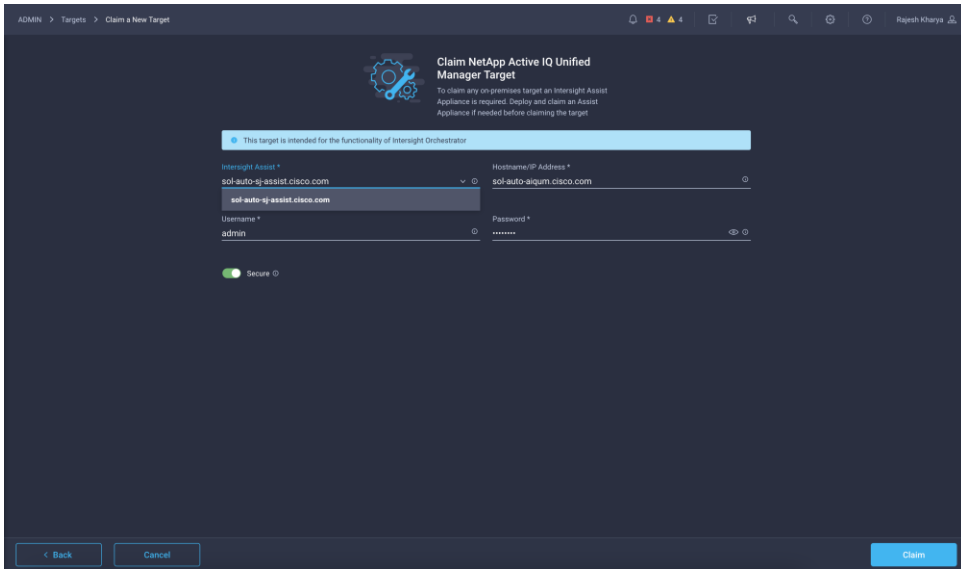 ADMIN > Targets > Claim a New Target
4 4
Rajesh Kharya
Claim NetApp Active IQ Unified
Manager Target
To claim any on-premises target an Intersight Assist
Appliance is required. Deploy and claim an Assist
Appliance if needed before claiming the target
This target is intended for the functionality of Intersight Orchestrator
Intersight Assist *
sol-auto-sj-assist.cisco.com
sol-auto-sj-assist.cisco.com
Hostname/IP Address *
sol-auto-aiqum.cisco.com
Username *
admin
Password *
········
Secure
< Back
Cancel
Claim